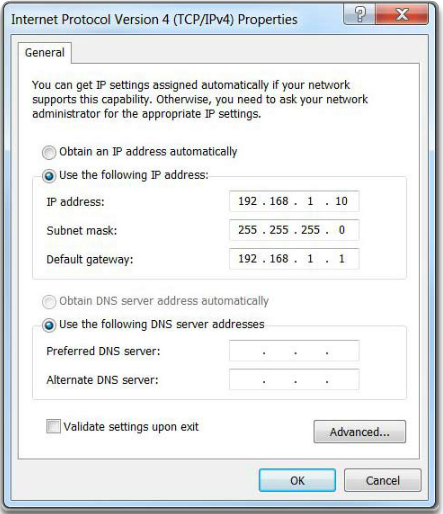 Internet Protocol Version 4 (TCP/IPv4) Properties
General
You can get IP settings assigned automatically if your network
supports this capability. Otherwise, you need to ask your network
administrator for the appropriate IP settings.
Obtain an IP address automatically
Use the following IP address:
IP address: 192 . 168 . 1 . 10
Subnet mask: 255 . 255 . 255 . 0
Default gateway: 192 . 168 . 1 . 1
Obtain DNS server address automatically
Use the following DNS server addresses
Preferred DNS server: . . .
Alternate DNS server: . . .
Validate settings upon exit
Advanced...
OK Cancel